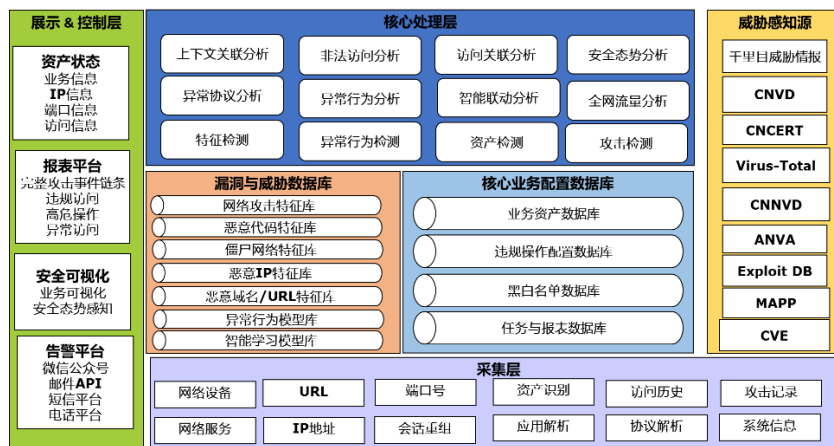 展示 & 控制层
资产状态
业务信息
IP信息
端口信息
访问信息
报表平台
完整攻击事件链条
违规访问
高危操作
异常访问
安全可视化
业务可视化
安全态势感知
告警平台
微信公众号
邮件API
短信平台
电话平台
核心处理层
上下文关联分析
非法访问分析
访问关联分析
安全态势分析
异常协议分析
异常行为分析
智能联动分析
全网流量分析
特征检测
异常行为检测
资产检测
攻击检测
漏洞与威胁数据库
网络攻击特征库
恶意代码特征库
僵尸网络特征库
恶意IP特征库
恶意域名/URL特征库
异常行为模型库
智能学习模型库
核心业务配置数据库
业务资产数据库
违规操作配置数据库
黑白名单数据库
任务与报表数据库
采集层
网络设备
URL
端口号
资产识别
访问历史
攻击记录
网络服务
IP地址
会话重组
应用解析
协议解析
系统信息
威胁感知源
千里目威胁情报
CNVD
CNCERT
Virus-Total
CNNVD
ANVA
Exploit DB
MAPP
CVE